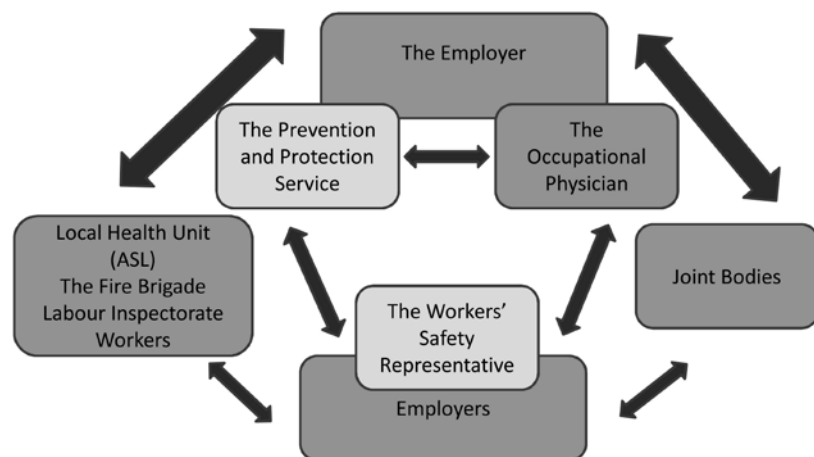 The Employer
The Prevention
and Protection
Service
The
Occupational
Physician
Local Health Unit
(ASL)
The Fire Brigade
Labour Inspectorate
Workers
Joint Bodies
The Workers’
Safety
Representative
Employers